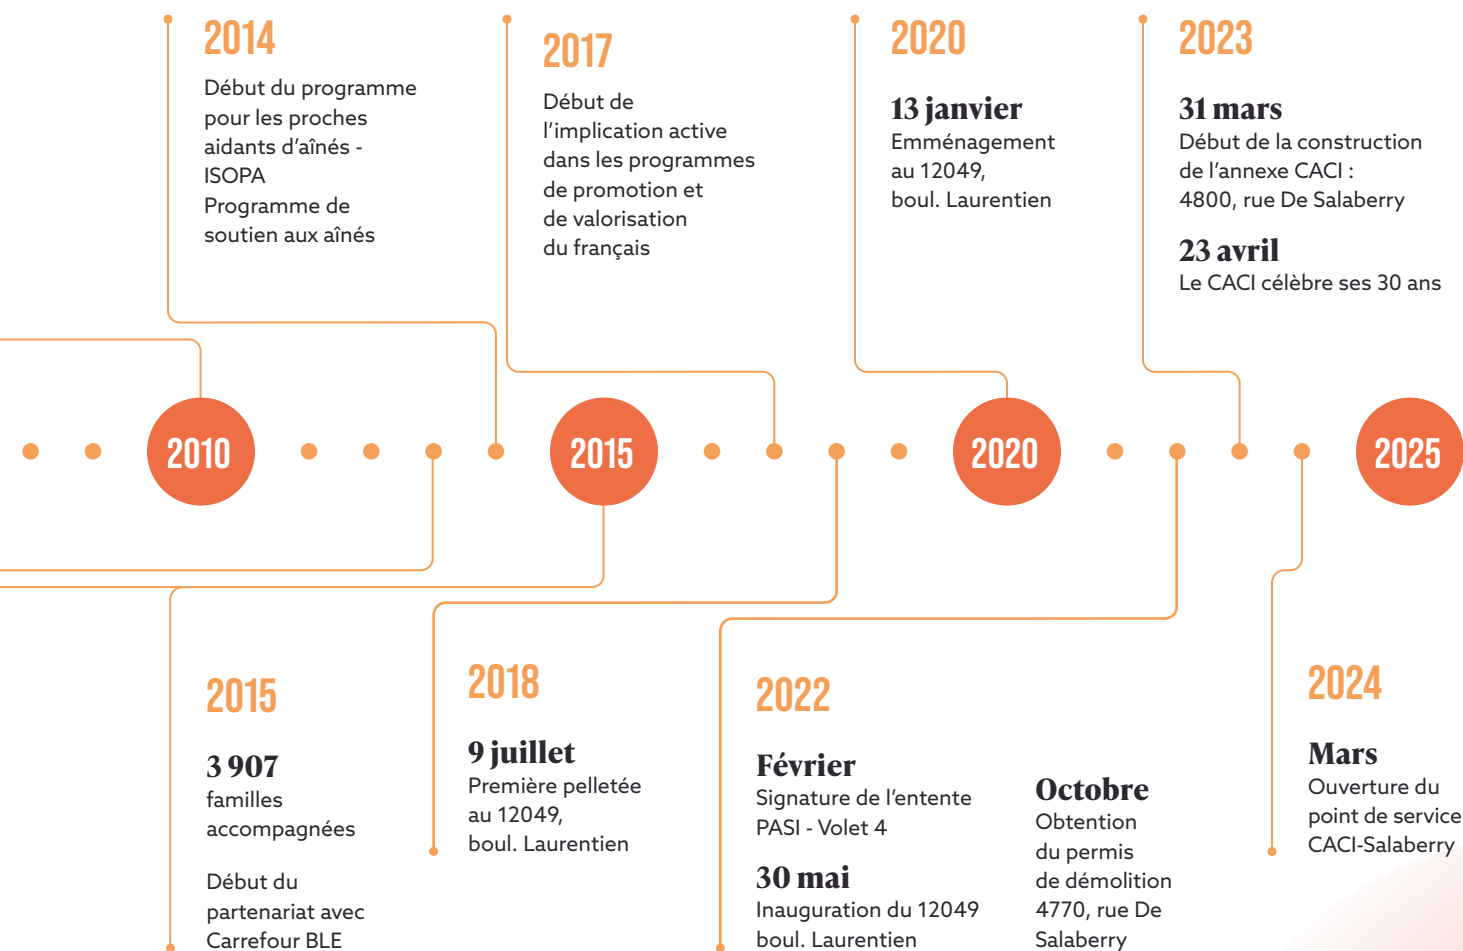 2014
Début du programme
pour les proches
aidants d'aînés -
ISOPA
Programme de
soutien aux aînés
2017
Début de
l'implication active
dans les programmes
de promotion et
de valorisation
du français
2020
13 janvier
Emménagement
au 12049,
boul. Laurentien
2023
31 mars
Début de la construction
de l'annexe CACI :
4800, rue De Salaberry
23 avril
Le CACI célèbre ses 30 ans
2010
2015
2020
2025
2015
3 907
familles
accompagnées
Début du
partenariat avec
Carrefour BLE
2018
9 juillet
Première pelletée
au 12049,
boul. Laurentien
2022
Février
Signature de l'entente
PASI - Volet 4
30 mai
Inauguration du 12049
boul. Laurentien
Octobre
Obtention
du permis
de démolition
4770, rue De
Salaberry
2024
Mars
Ouverture du
point de service
CACI-Salaberry